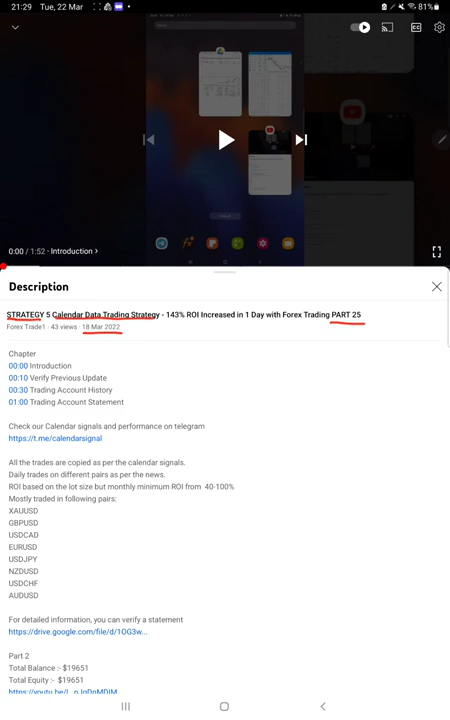 21:29 Tue, 22 Mar
81%
0:00 / 1:52 · Introduction >
Description
STRATEGY 5 Calendar Data Trading Strategy - 143% ROI Increased in 1 Day with Forex Trading PART 25
Forex Trade1 · 43 views · 18 Mar 2022
Chapter
00:00 Introduction
00:10 Verify Previous Update
00:30 Trading Account History
01:00 Trading Account Statement
Check our Calendar signals and performance on telegram
https://t.me/calendarsignal
All the trades are copied as per the calendar signals.
Daily trades on different pairs as per the news.
ROI based on the lot size but monthly minimum ROI from 40-100%
Mostly traded in following pairs:
XAUUSD
GBPUSD
USDCAD
EURUSD
USDJPY
NZDUSD
USDCHF
AUDUSD
For detailed information, you can verify a statement
https://drive.google.com/file/d/1OG3w...
Part 2
Total Balance :- $19651
Total Equity :- $19651